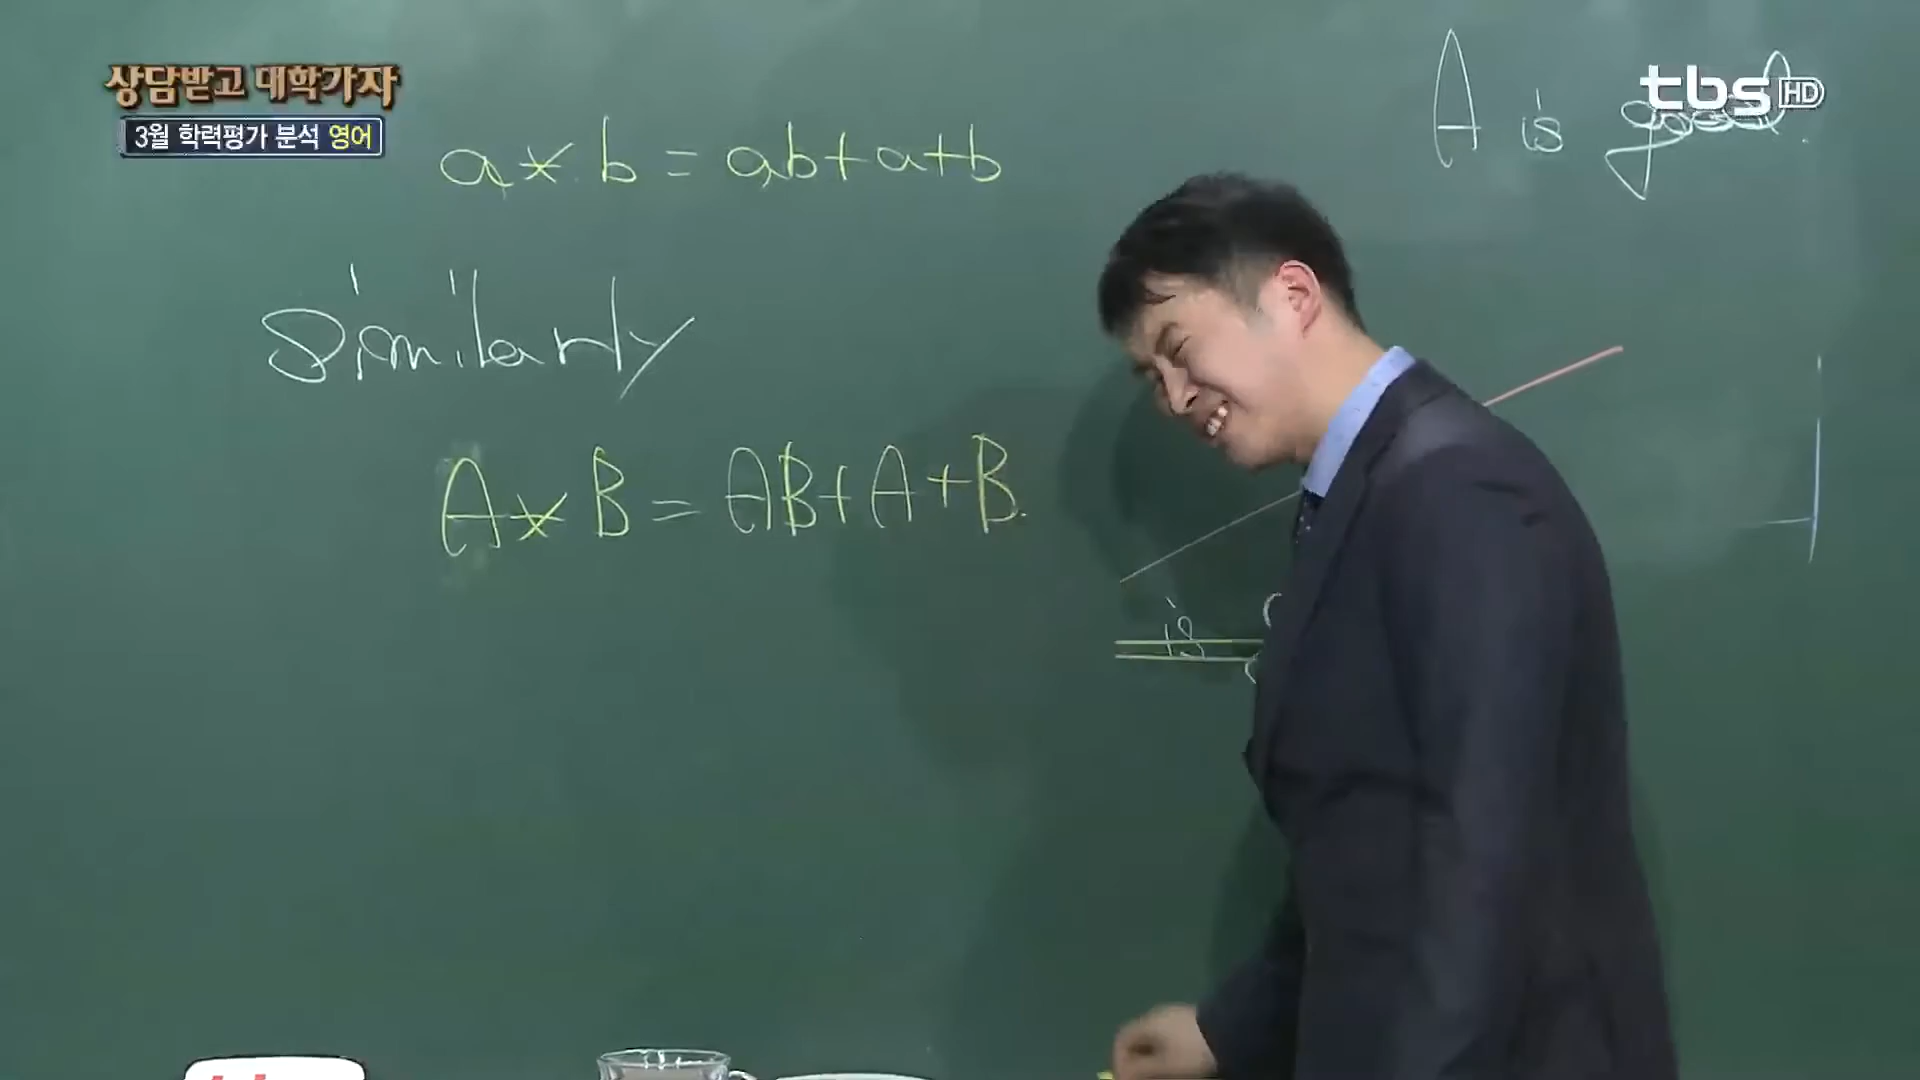 상담받고 대학가자
3월 학력평가 분석 영어
tbs HD
A is good.
a * b = ab + a + b
Similarly
A * B = AB + A + B.
is